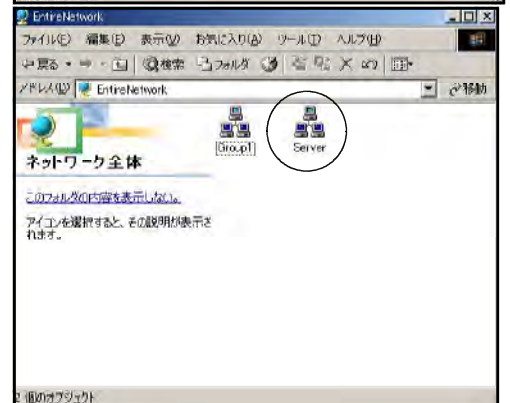 EntireNetwork
ファイル(F) 編集(E) 表示(V) お気に入り(A) ツール(T) ヘルプ(H)
戻る 検索 フォルダ
アドレス(D) EntireNetwork 移動
Group1 Server
ネットワーク全体
このフォルダの内容を表示しない。
アイコンを選択すると、その説明が表示さ
れます。
2 個のオブジェクト